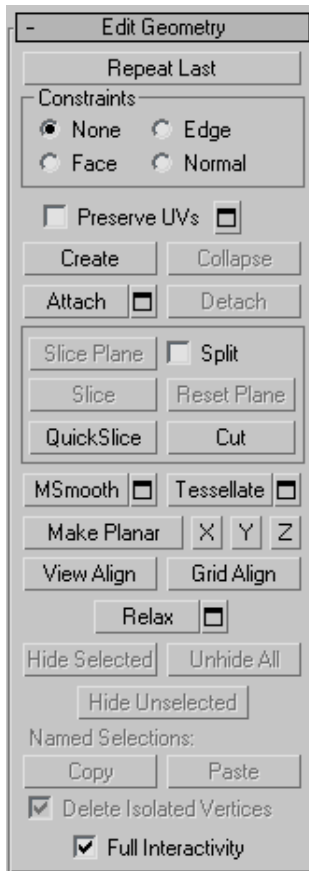 - Edit Geometry
Repeat Last
Constraints
None Edge
Face Normal
Preserve UVs
Create Collapse
Attach Detach
Slice Plane Split
Slice Reset Plane
QuickSlice Cut
MSmooth Tessellate
Make Planar X Y Z
View Align Grid Align
Relax
Hide Selected Unhide All
Hide Unselected
Named Selections:
Copy Paste
Delete Isolated Vertices
Full Interactivity